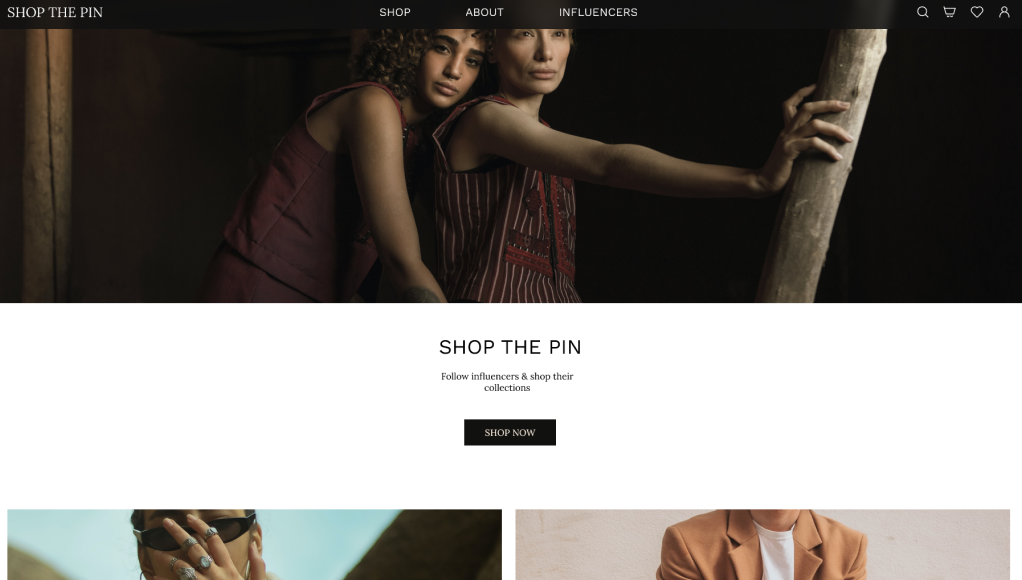 SHOP THE PIN
SHOP
ABOUT
INFLUENCERS
SHOP THE PIN
Follow influencers & shop their
collections
SHOP NOW